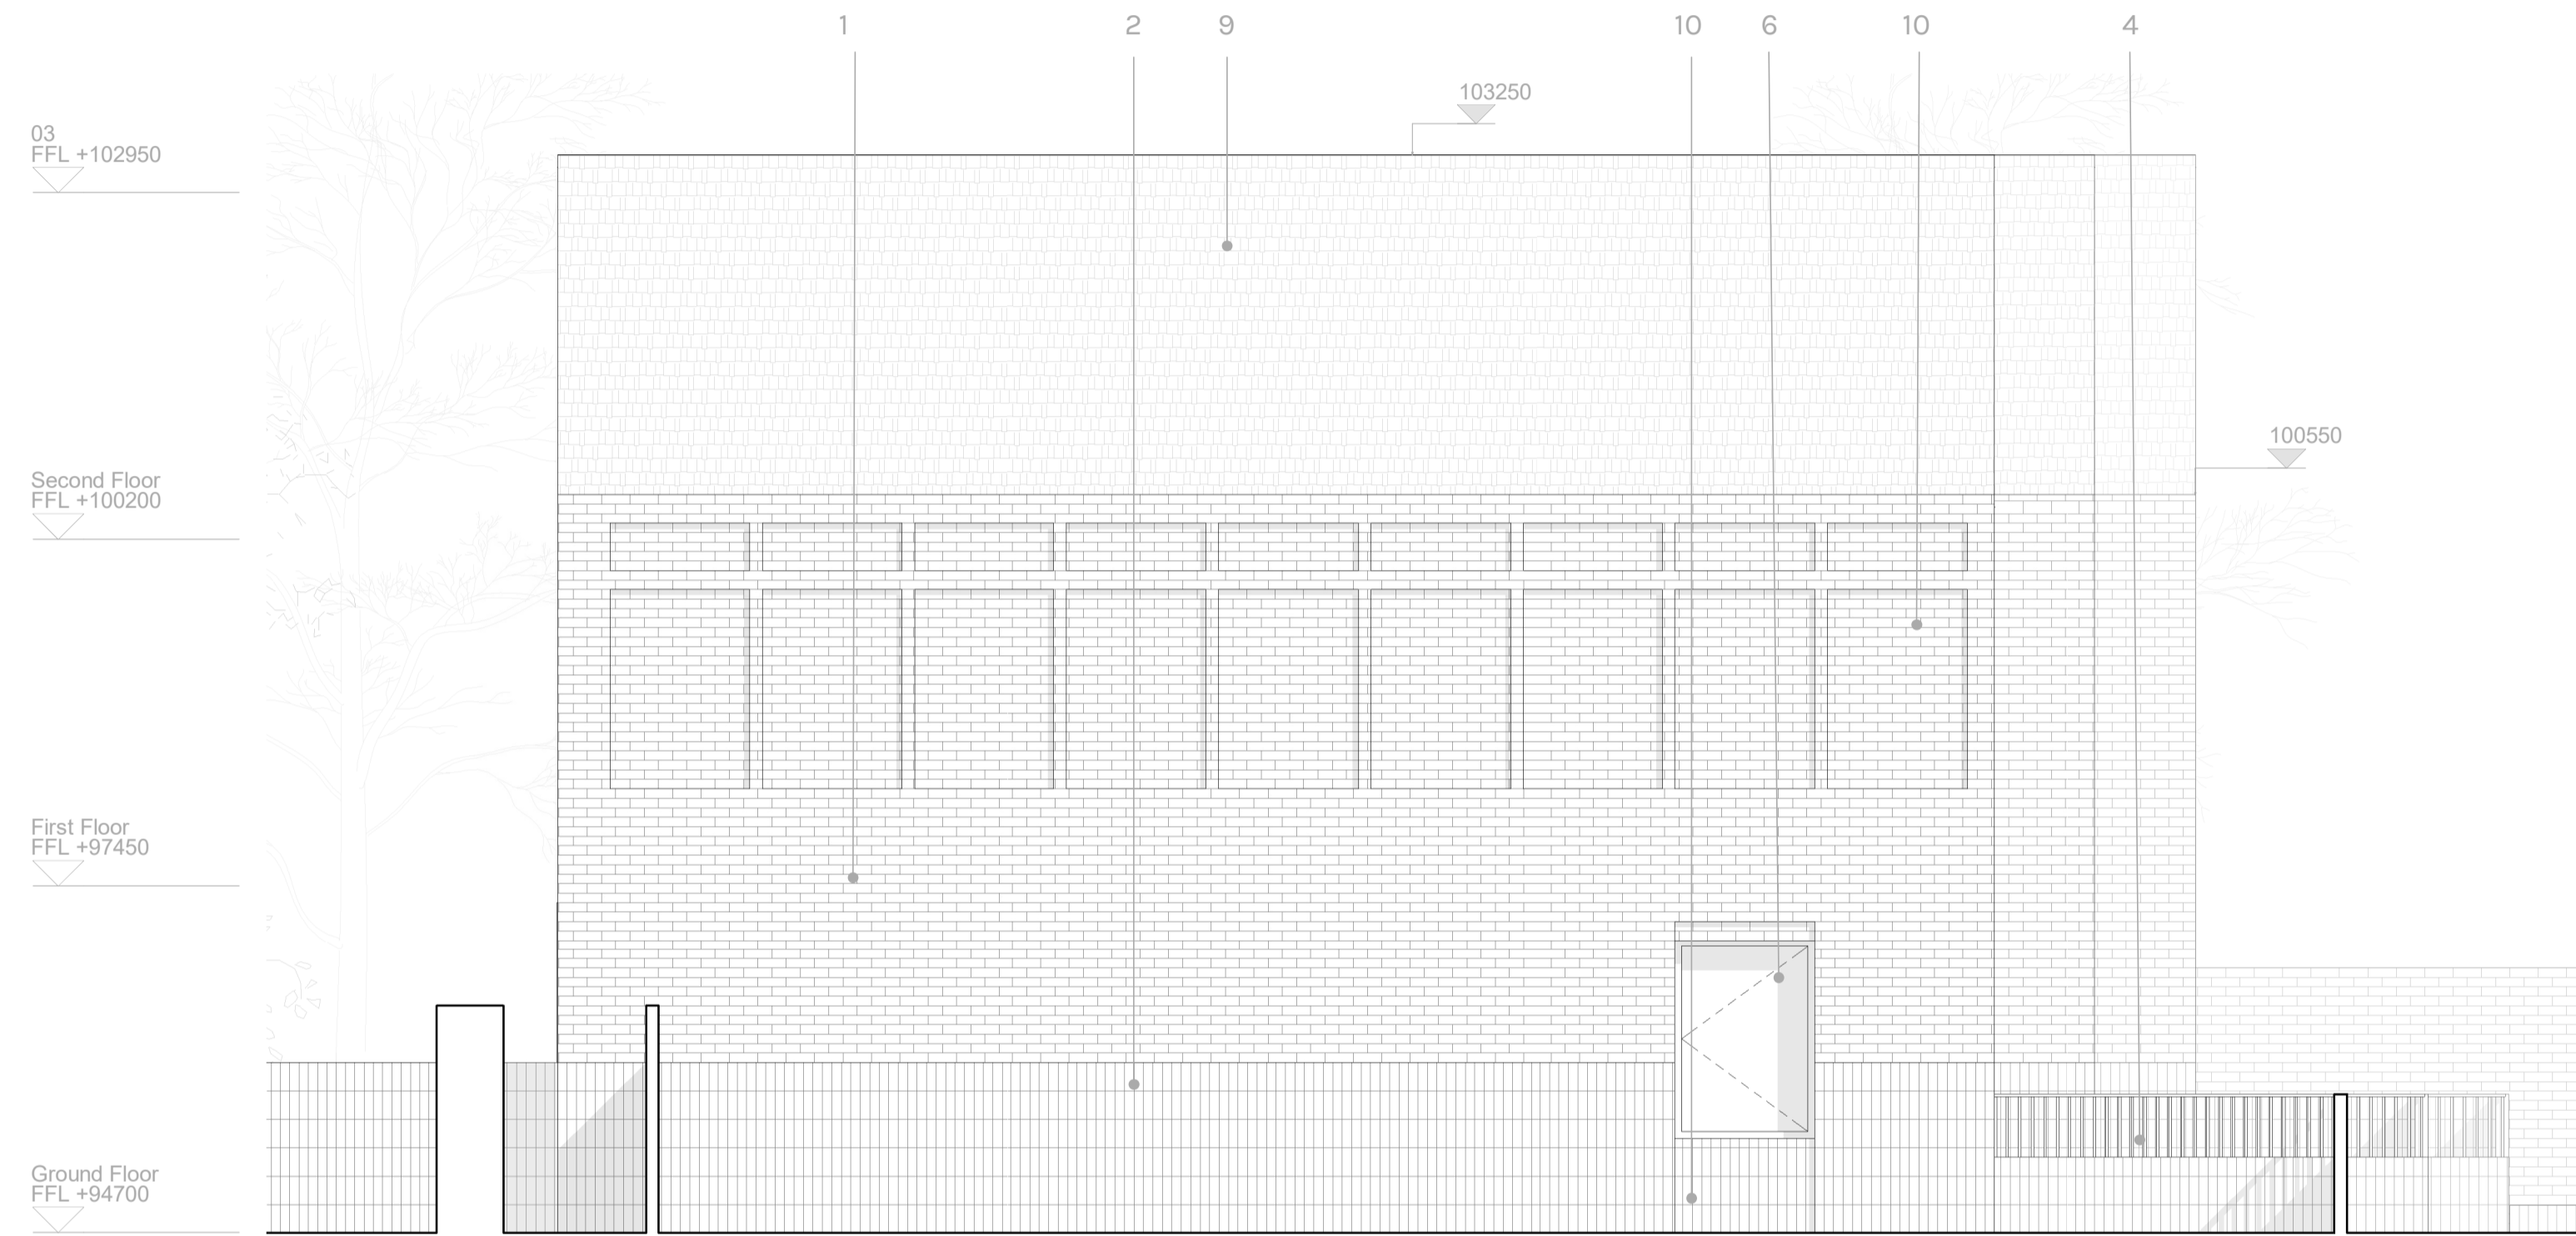 1 2 9 10 6 10 4
103250
03
FFL +102950
100550
Second Floor
FFL +100200
First Floor
FFL +97450
Ground Floor
FFL +94700